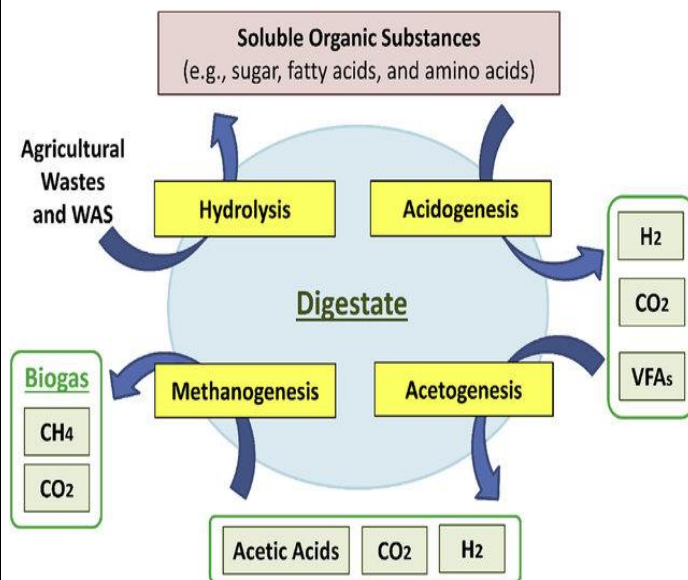 Soluble Organic Substances
(e.g., sugar, fatty acids, and amino acids)
Agricultural
Wastes
and WAS
Hydrolysis
Acidogenesis
H2
CO2
VFAs
Digestate
Biogas
CH4
CO2
Methanogenesis
Acetogenesis
Acetic Acids
CO2
H2